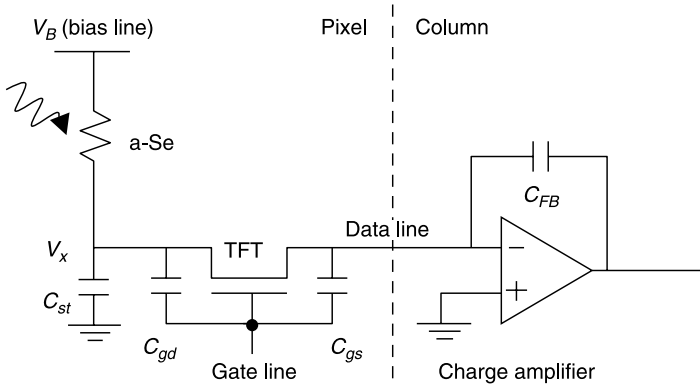 V_B (bias line)
Pixel
Column
a-Se
C_FB
Data line
V_x
TFT
−
+
C_st
C_gd
C_gs
Gate line
Charge amplifier